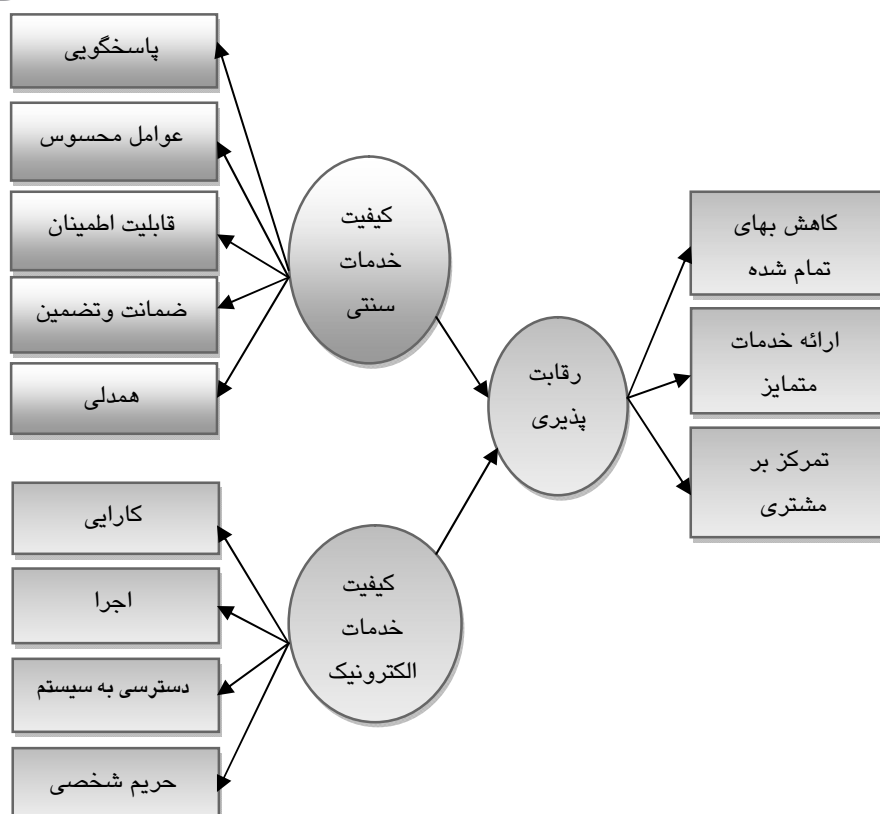 پاسخگویی
عوامل محسوس
قابلیت اطمینان
ضمانت وتضمین
همدلی
کیفیت
خدمات
سنتی
کارایی
اجرا
دسترسی به سیستم
حریم شخصی
کیفیت
خدمات
الکترونیک
رقابت
پذیری
کاهش بهای
تمام شده
ارائه خدمات
متمایز
تمرکز بر
مشتری